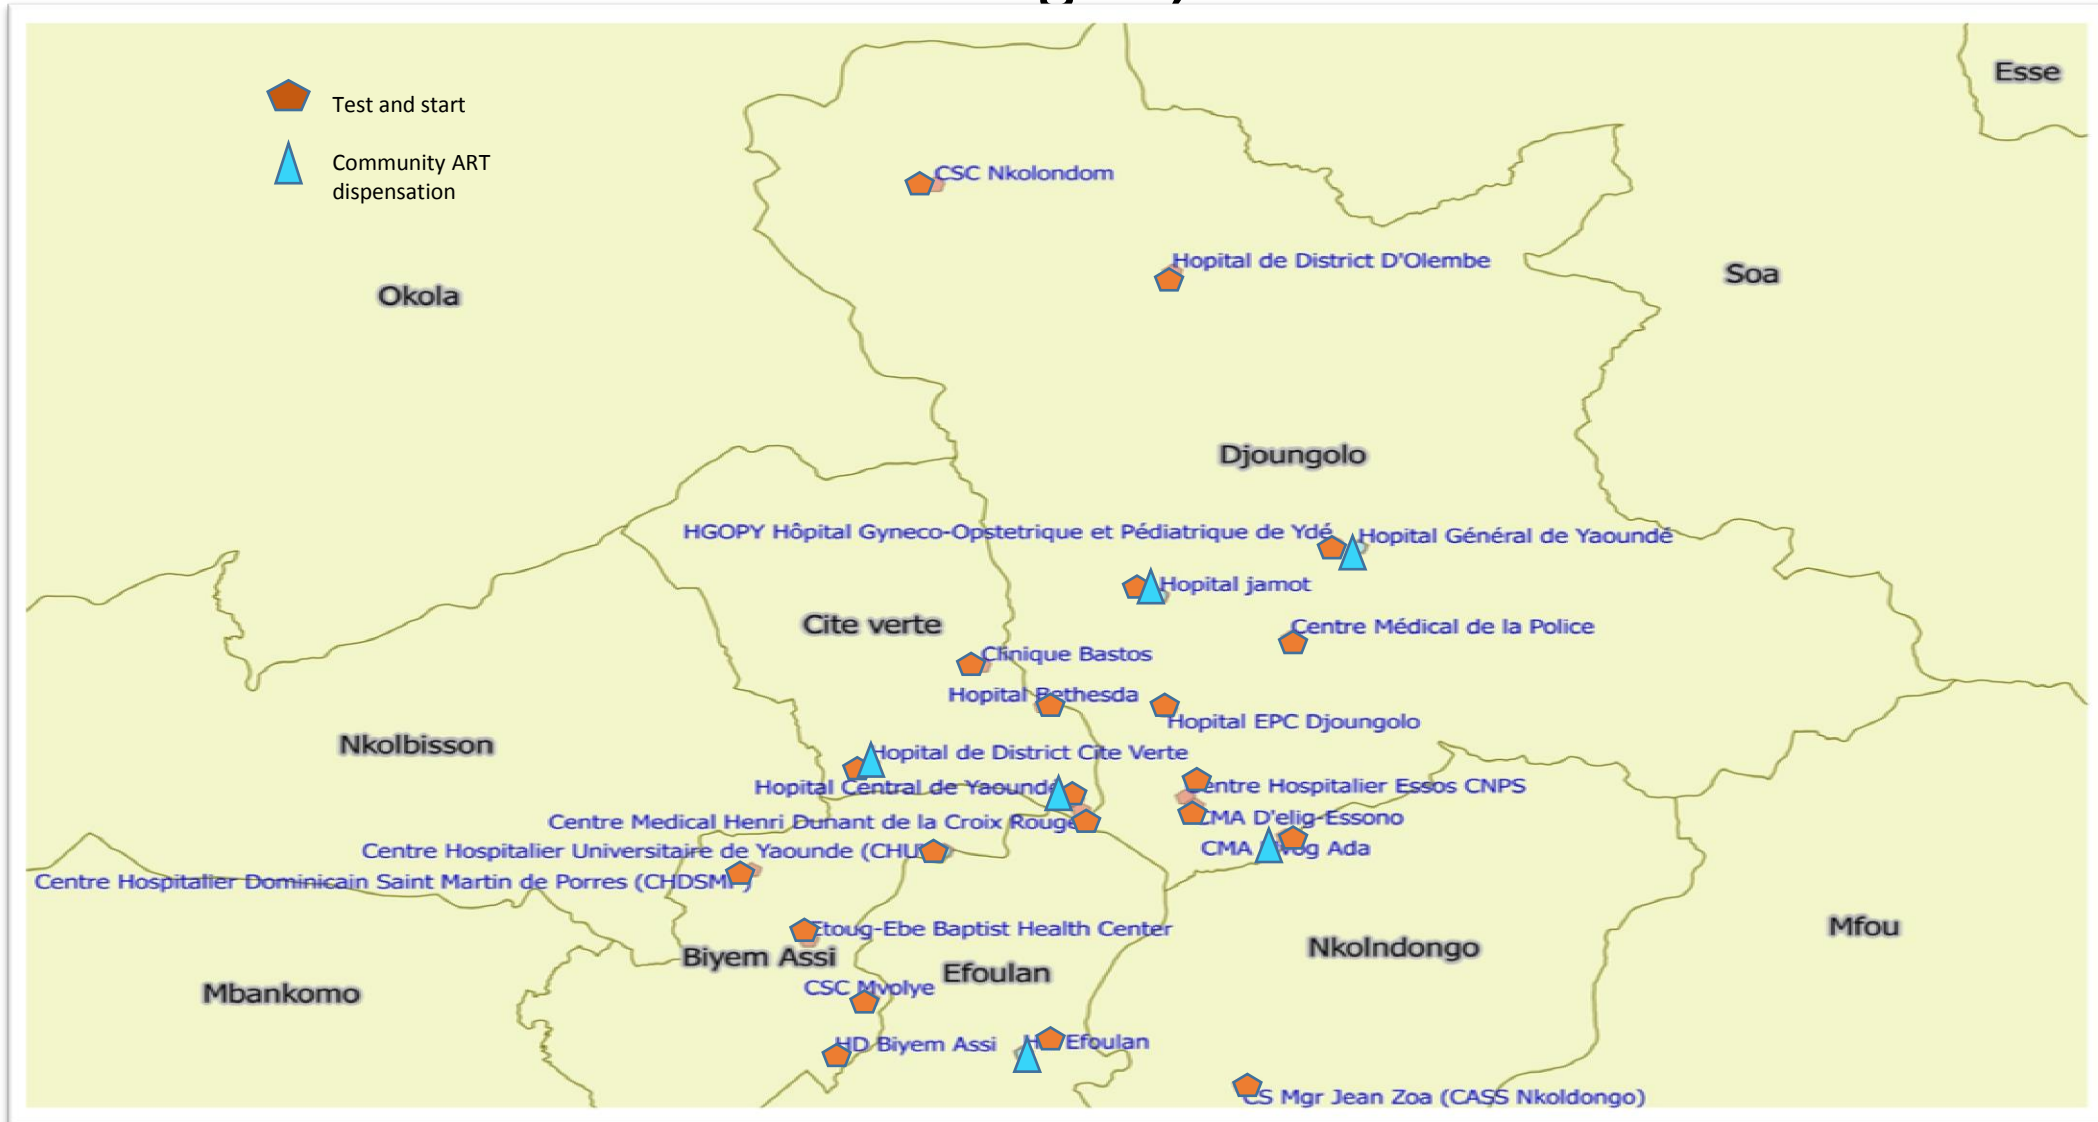 Esse
Test and start
Community ART
dispensation
CSC Nkolondom
Hopital de District D'Olembe
Soa
Okola
Djoungolo
HGOPY Hôpital Gyneco-Opstetrique et Pédiatrique de Ydé
Hopital Général de Yaoundé
Hopital jamot
Cite verte
Centre Médical de la Police
Clinique Bastos
Hopital Bethesda
Hopital EPC Djoungolo
Nkolbisson
Hopital de District Cite Verte
Hopital Central de Yaoundé
Centre Hospitalier Essos CNPS
CMA D'elig-Essono
Centre Medical Henri Dunant de la Croix Rouge
CMA Ada
Centre Hospitalier Universitaire de Yaounde
Centre Hospitalier Dominicain Saint Martin de Porres
Etoug-Ebe Baptist Health Center
Mfou
Biyem Assi
Efoulan
Nkolndongo
Mbankomo
CSC Mvolye
HD Biyem Assi
Efoulan
CS Mgr Jean Zoa (CASS Nkoldongo)